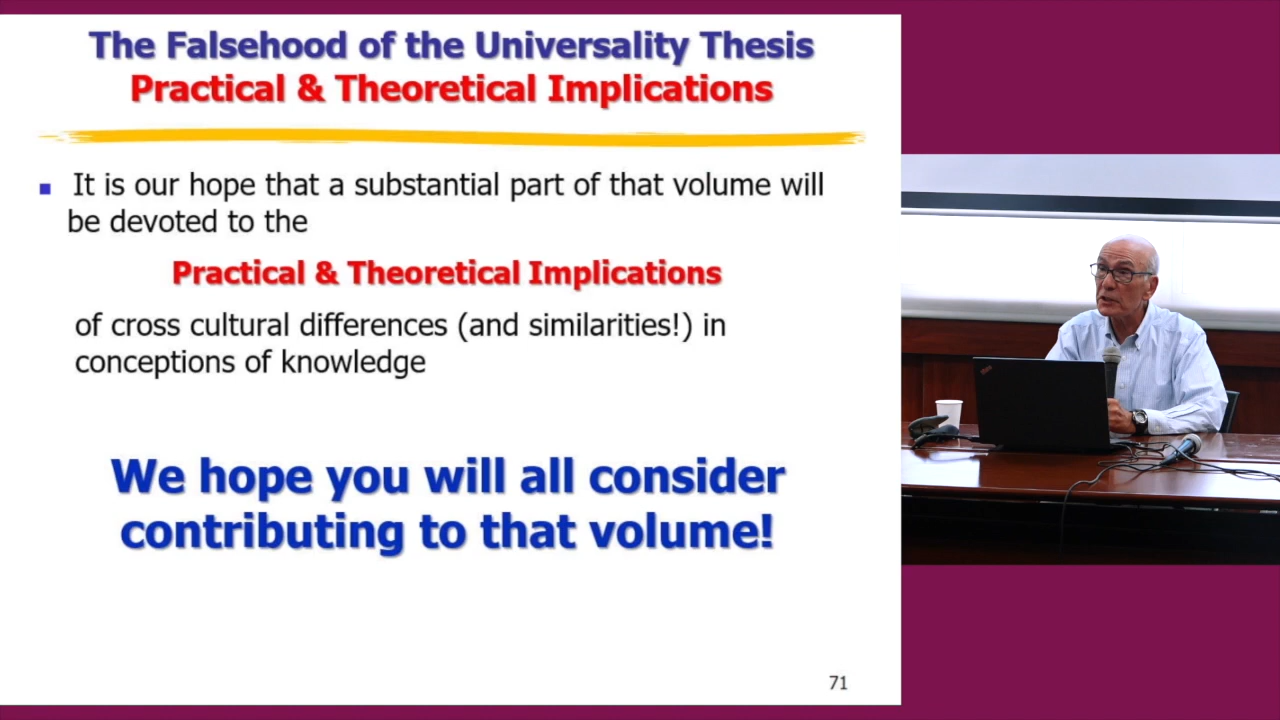 The Falsehood of the Universality Thesis
Practical & Theoretical Implications
It is our hope that a substantial part of that volume will
be devoted to the
Practical & Theoretical Implications
of cross cultural differences (and similarities!) in
conceptions of knowledge
We hope you will all consider
contributing to that volume!
71